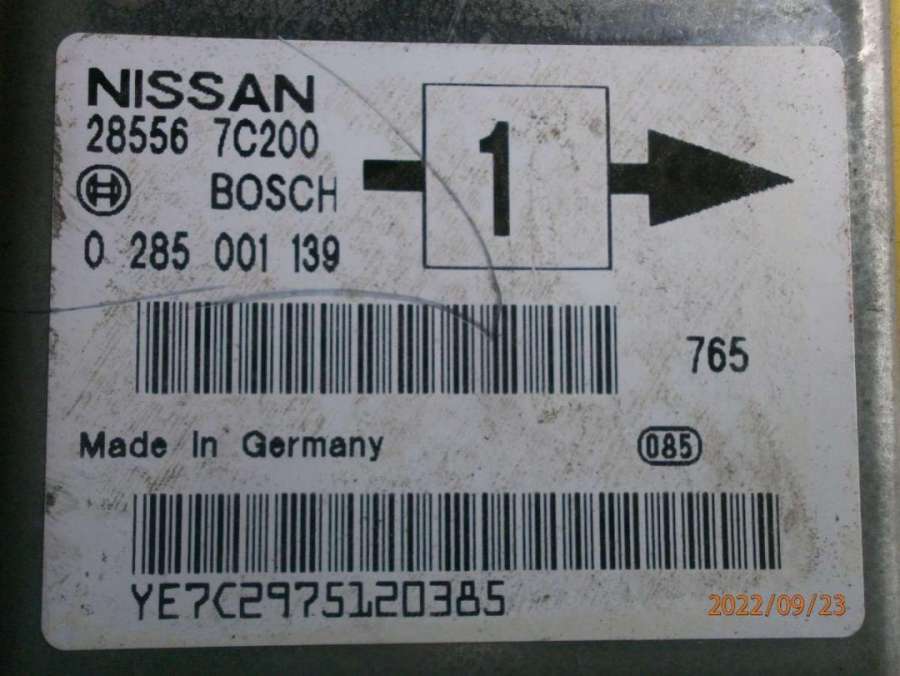 NISSAN
28556 7C200
BOSCH
0 285 001 139
1
765
Made In Germany
085
YE7C2975120385
2022/09/23